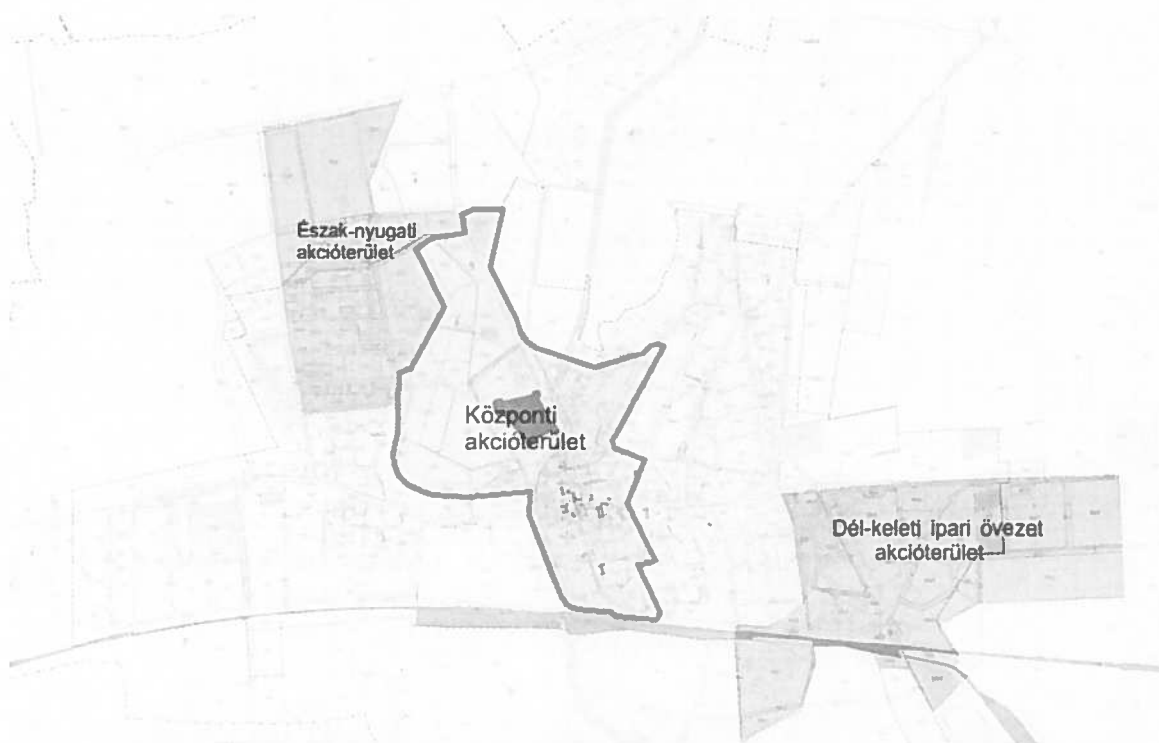 Észak-nyugati
akcióterület
Központi
akcióterület
Dél-keleti ipari övezet
akcióterület